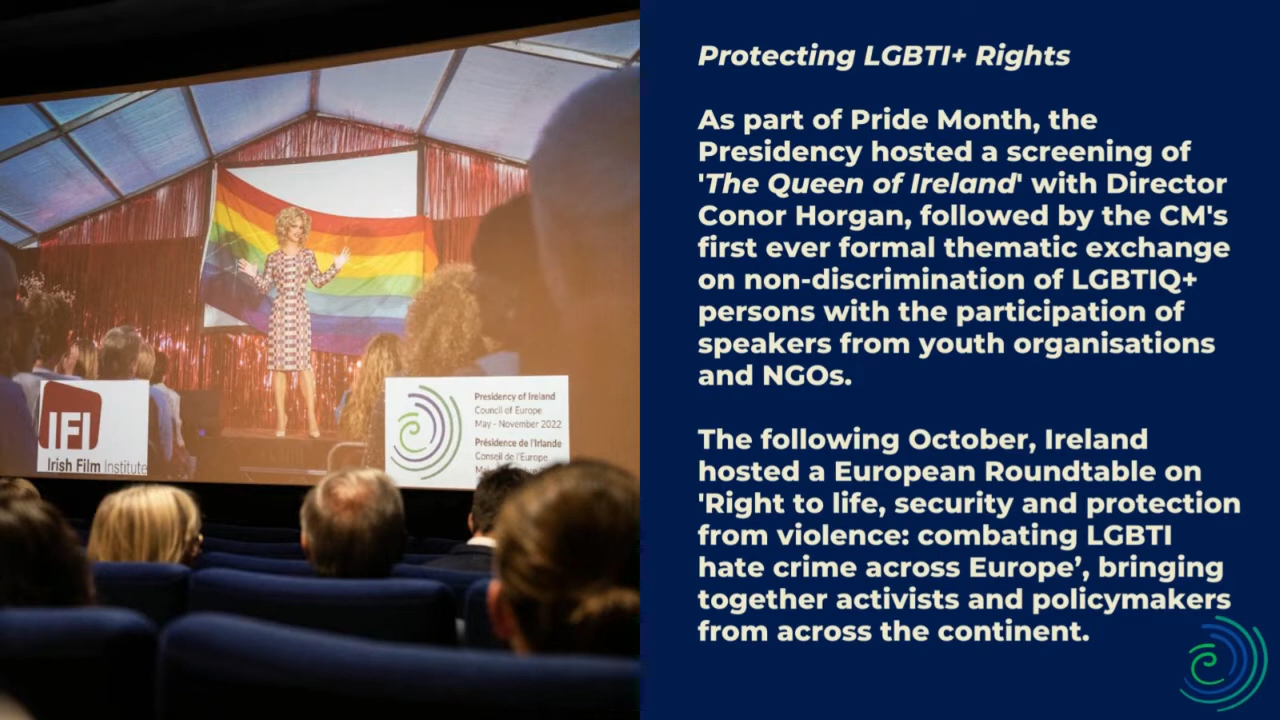 Protecting LGBTI+ Rights
As part of Pride Month, the
Presidency hosted a screening of
'The Queen of Ireland' with Director
Conor Horgan, followed by the CM's
first ever formal thematic exchange
on non-discrimination of LGBTIQ+
persons with the participation of
speakers from youth organisations
and NGOs.
The following October, Ireland
hosted a European Roundtable on
'Right to life, security and protection
from violence: combating LGBTI
hate crime across Europe’, bringing
together activists and policymakers
from across the continent.
IFI
Irish Film Institute
Presidency of Ireland
Council of Europe
May - November 2022
Présidence de l'Irlande
Conseil de l'Europe